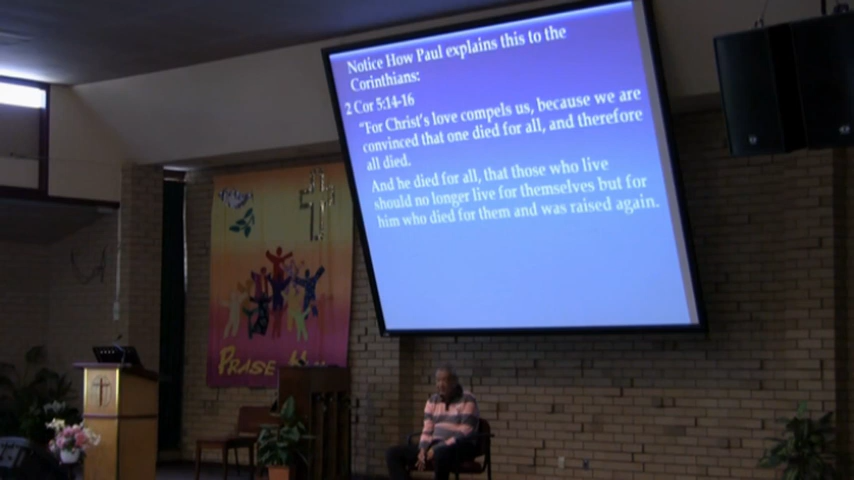 Notice How Paul explains this to the
Corinthians:
2 Cor 5:14-16
“For Christ's love compels us, because we are
convinced that one died for all, and therefore
all died.
And he died for all, that those who live
should no longer live for themselves but for
him who died for them and was raised again.
PRAISE